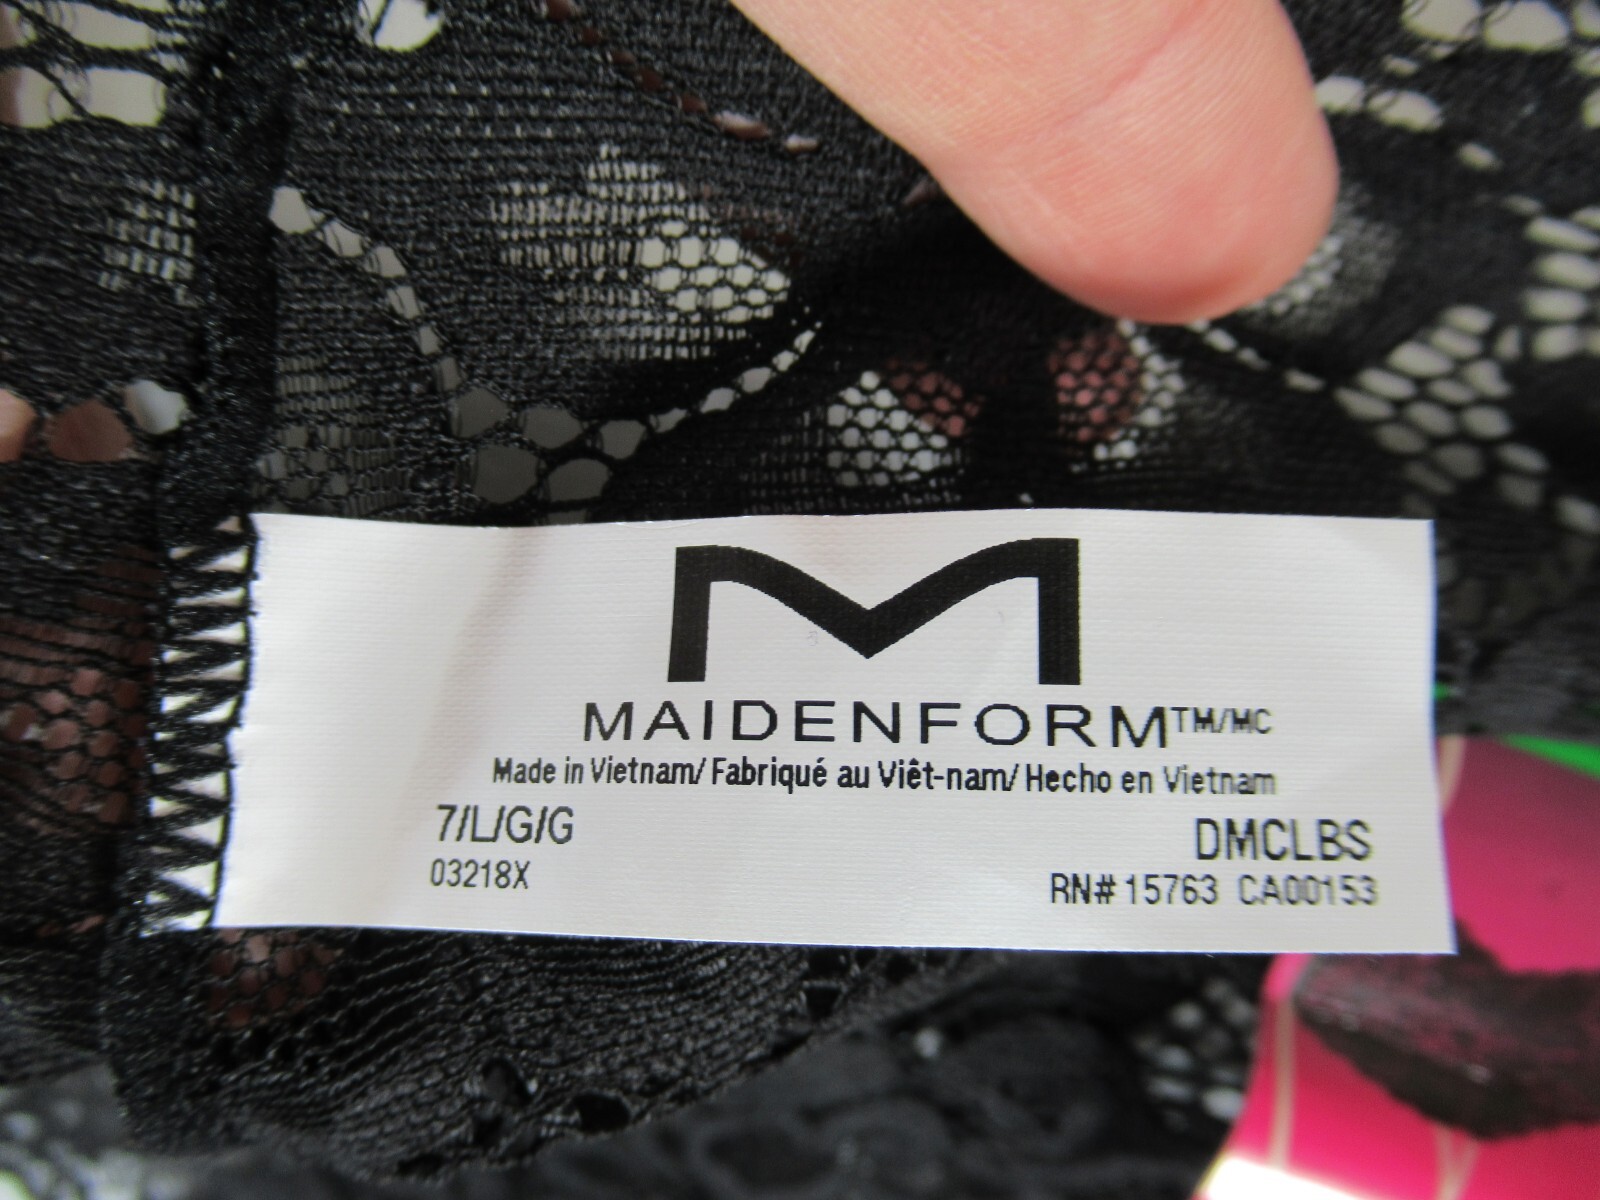 M
MAIDENFORM™/MC
Made in Vietnam/ Fabriqué au Viêt-nam/ Hecho en Vietnam
7/L/G/G
03218X
DMCLBS
RN# 15763 CA00153